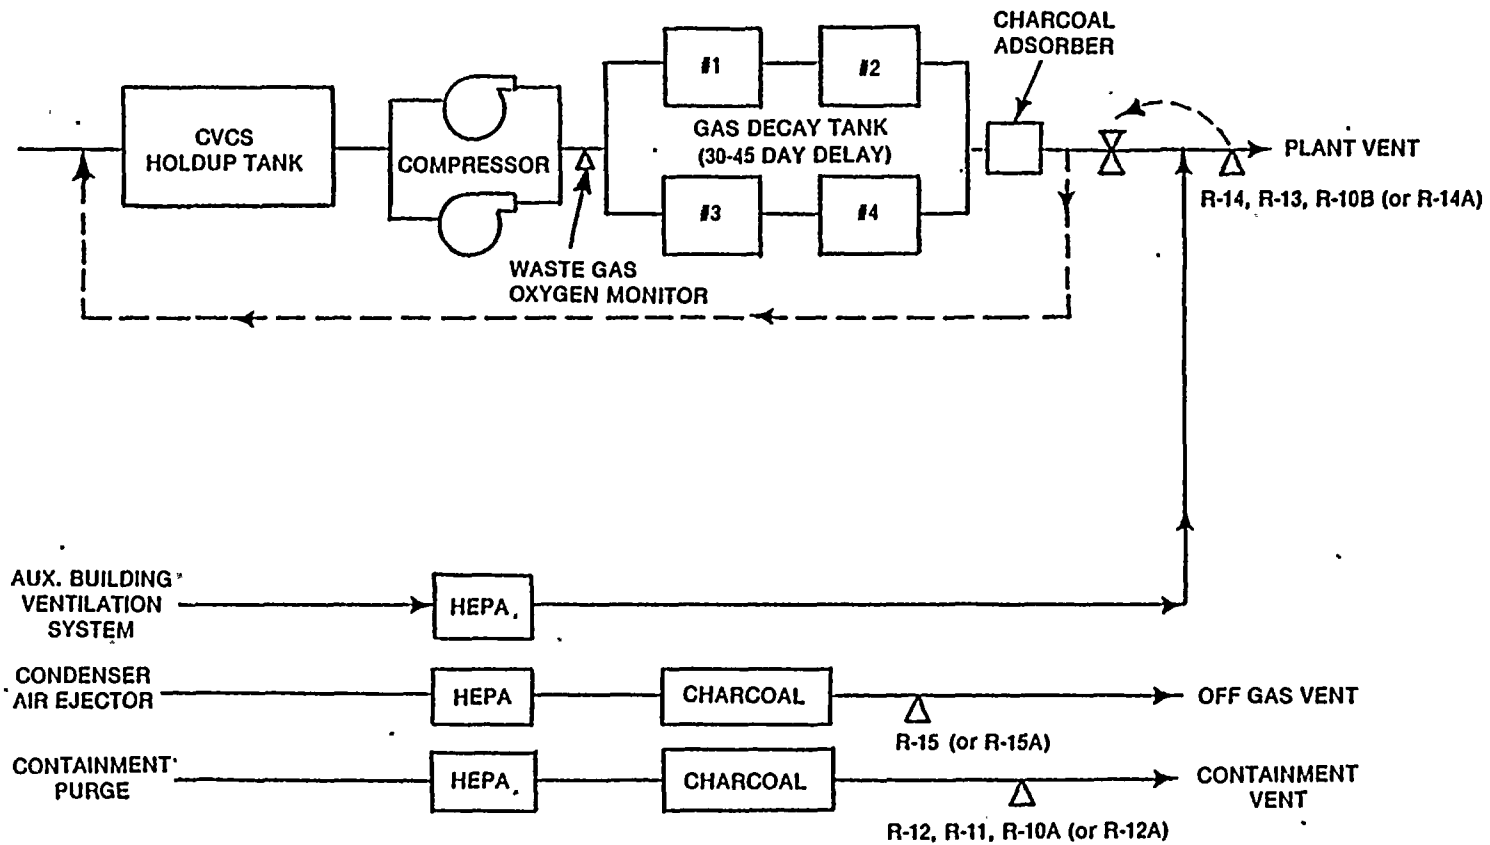 CHARCOAL
ADSORBER
#1
#2
CVCS
HOLDUP TANK
COMPRESSOR
GAS DECAY TANK
(30-45 DAY DELAY)
PLANT VENT
R-14, R-13, R-10B (or R-14A)
#3
#4
WASTE GAS
OXYGEN MONITOR
AUX. BUILDING
VENTILATION
SYSTEM
HEPA
CONDENSER
AIR EJECTOR
HEPA
CHARCOAL
OFF GAS VENT
R-15 (or R-15A)
CONTAINMENT
PURGE
HEPA
CHARCOAL
CONTAINMENT
VENT
R-12, R-11, R-10A (or R-12A)